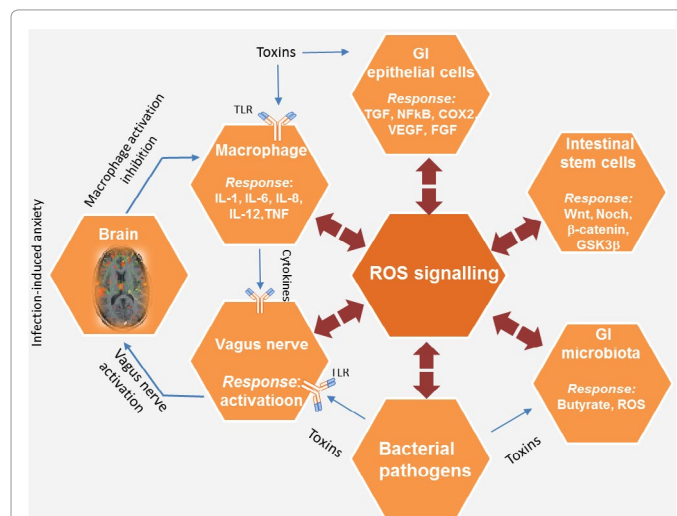 Toxins
GI
epithelial cells
Response:
TGF, NFkB, COX2,
VEGF, FGF
TLR
Macrophage
Response:
IL-1, IL-6, IL-8,
IL-12,TNF
Macrophage activation
inhibition
Intestinal
stem cells
Response:
Wnt, Noch,
β-catenin,
GSK3β
Infection-induced anxiety
Brain
Cytokines
ROS signalling
Vagus nerve
Response:
activatioon
TLR
Vagus nerve
activation
GI
microbiota
Response:
Butyrate, ROS
Toxins
Bacterial
pathogens
Toxins